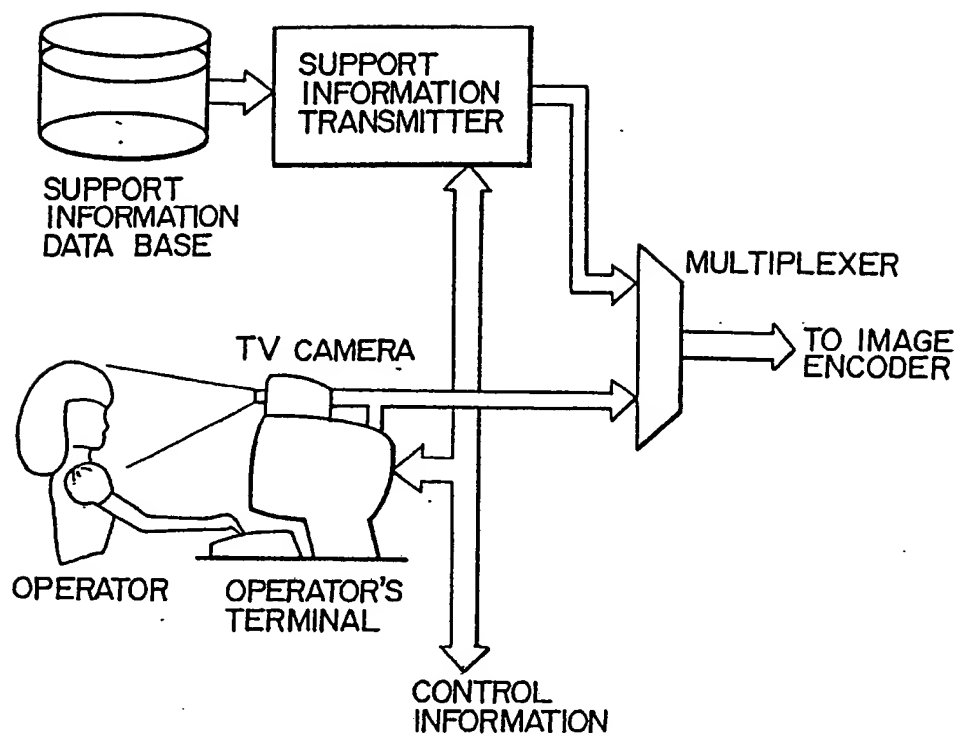 SUPPORT
INFORMATION
TRANSMITTER
SUPPORT
INFORMATION
DATA BASE
MULTIPLEXER
TO IMAGE
ENCODER
TV CAMERA
OPERATOR
OPERATOR'S
TERMINAL
CONTROL
INFORMATION